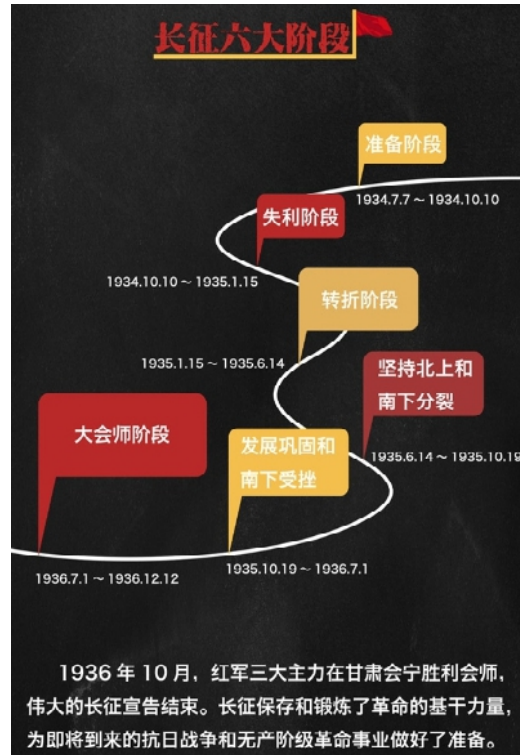 长征六大阶段
准备阶段
1934.7.7～1934.10.10
失利阶段
1934.10.10～1935.1.15
转折阶段
1935.1.15～1935.6.14
坚持北上和
南下分裂
1935.6.14～1935.10.19
发展巩固和
南下受挫
1935.10.19～1936.7.1
大会师阶段
1936.7.1～1936.12.12
1936 年 10 月，红军三大主力在甘肃会宁胜利会师，
伟大的长征宣告结束。长征保存和锻炼了革命的基干力量，
为即将到来的抗日战争和无产阶级革命事业做好了准备。